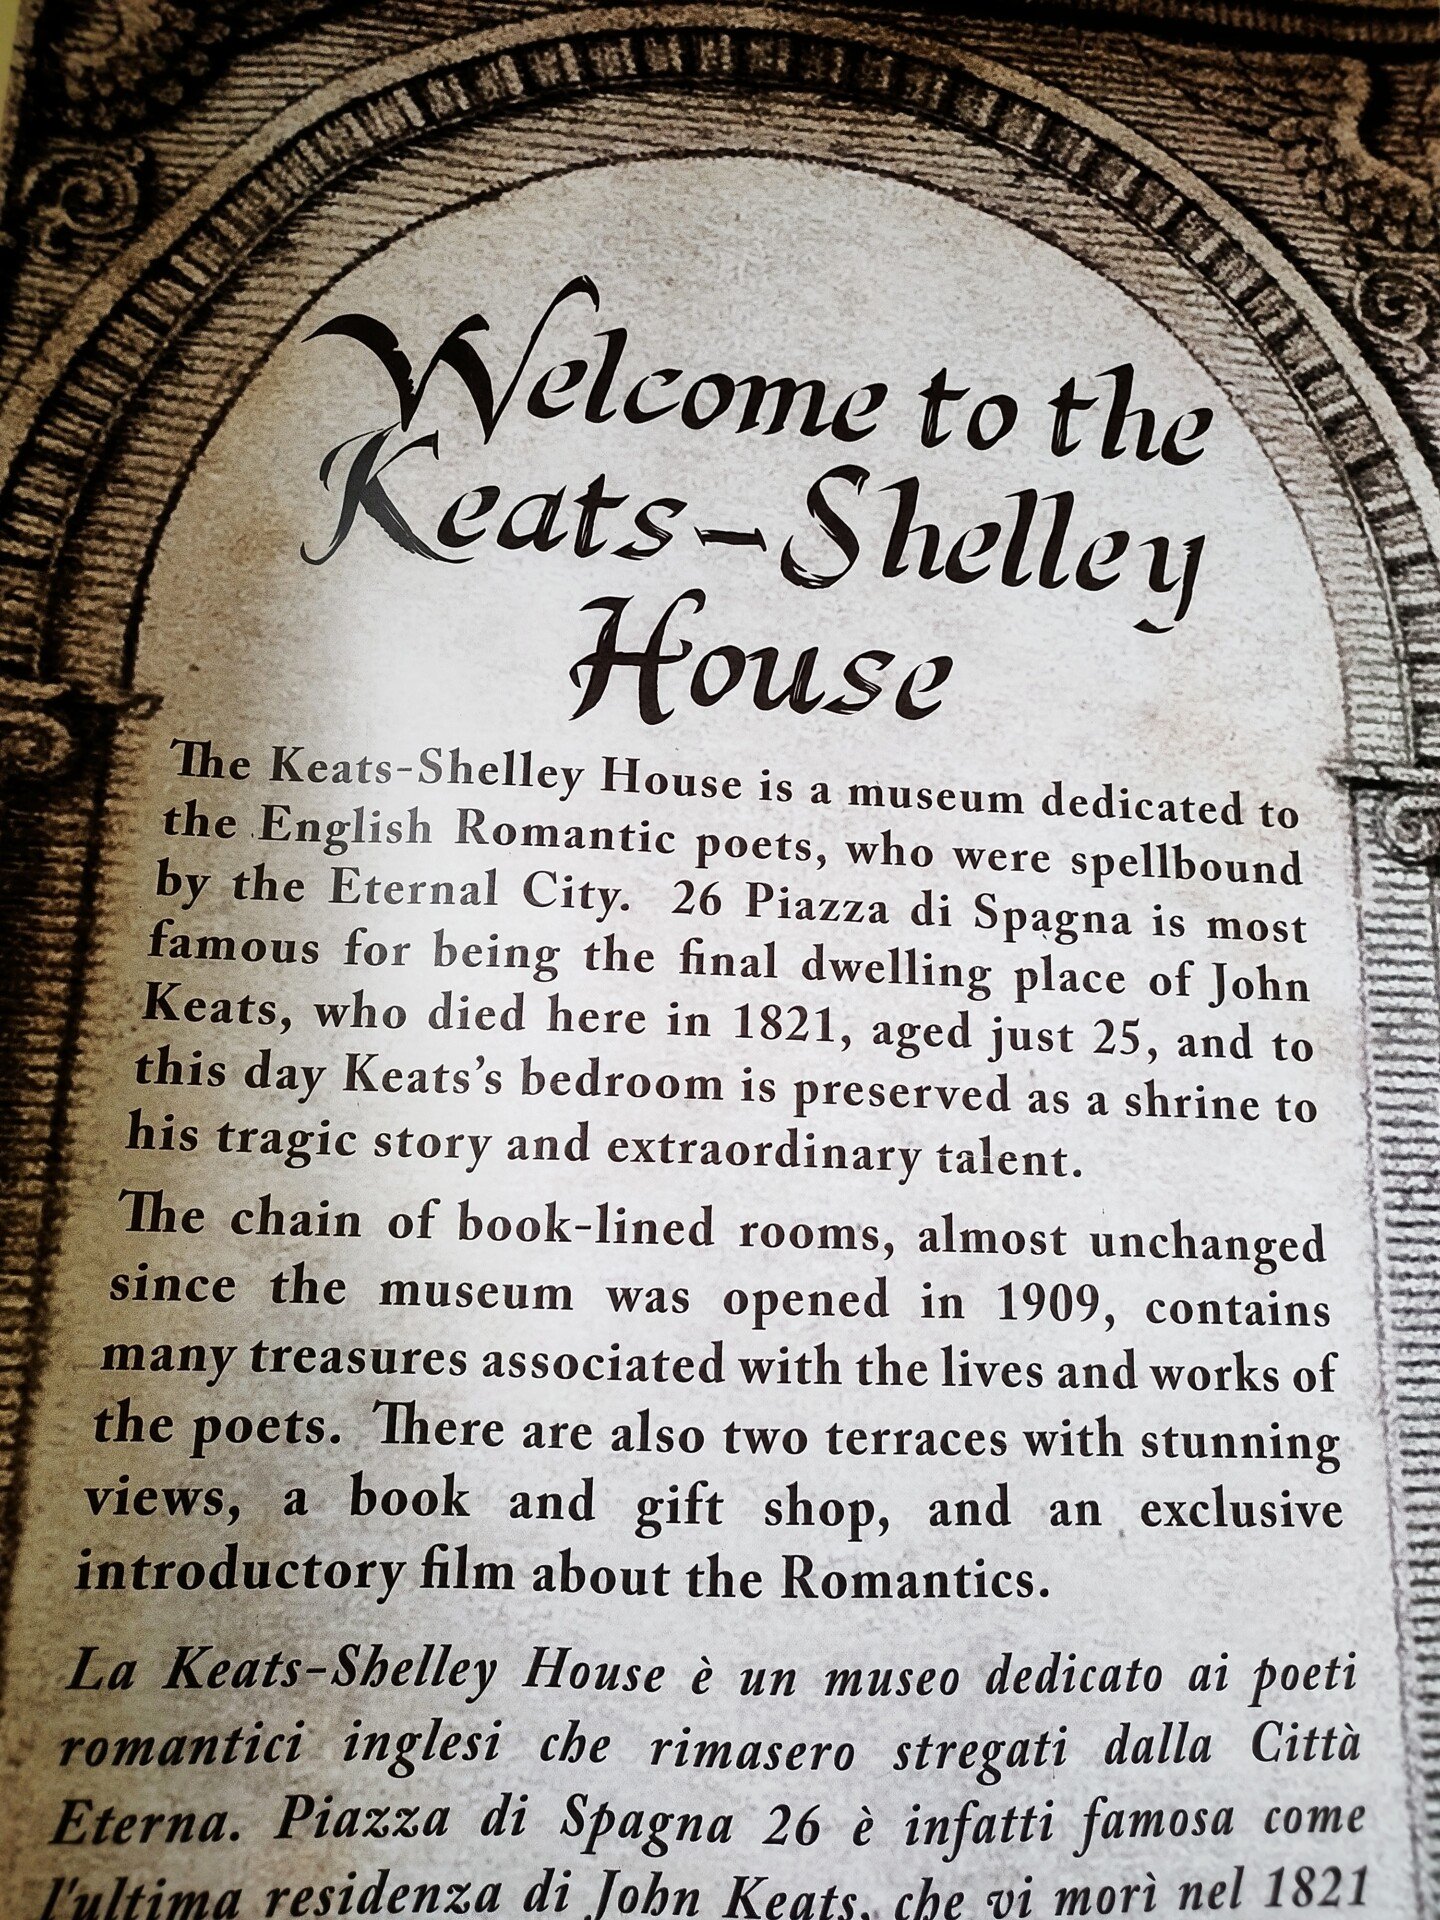 Welcome to the
Keats-Shelley
House
The Keats-Shelley House is a museum dedicated to
the English Romantic poets, who were spellbound
by the Eternal City. 26 Piazza di Spagna is most
famous for being the final dwelling place of John
Keats, who died here in 1821, aged just 25, and to
this day Keats's bedroom is preserved as a shrine to
his tragic story and extraordinary talent.
The chain of book-lined rooms, almost unchanged
since the museum was opened in 1909, contains
many treasures associated with the lives and works of
the poets. There are also two terraces with stunning
views, a book and gift shop, and an exclusive
introductory film about the Romantics.
La Keats-Shelley House è un museo dedicato ai poeti
romantici inglesi che rimasero stregati dalla Città
Eterna. Piazza di Spagna 26 è infatti famosa come
l'ultima residenza di John Keats, che vi morì nel 1821